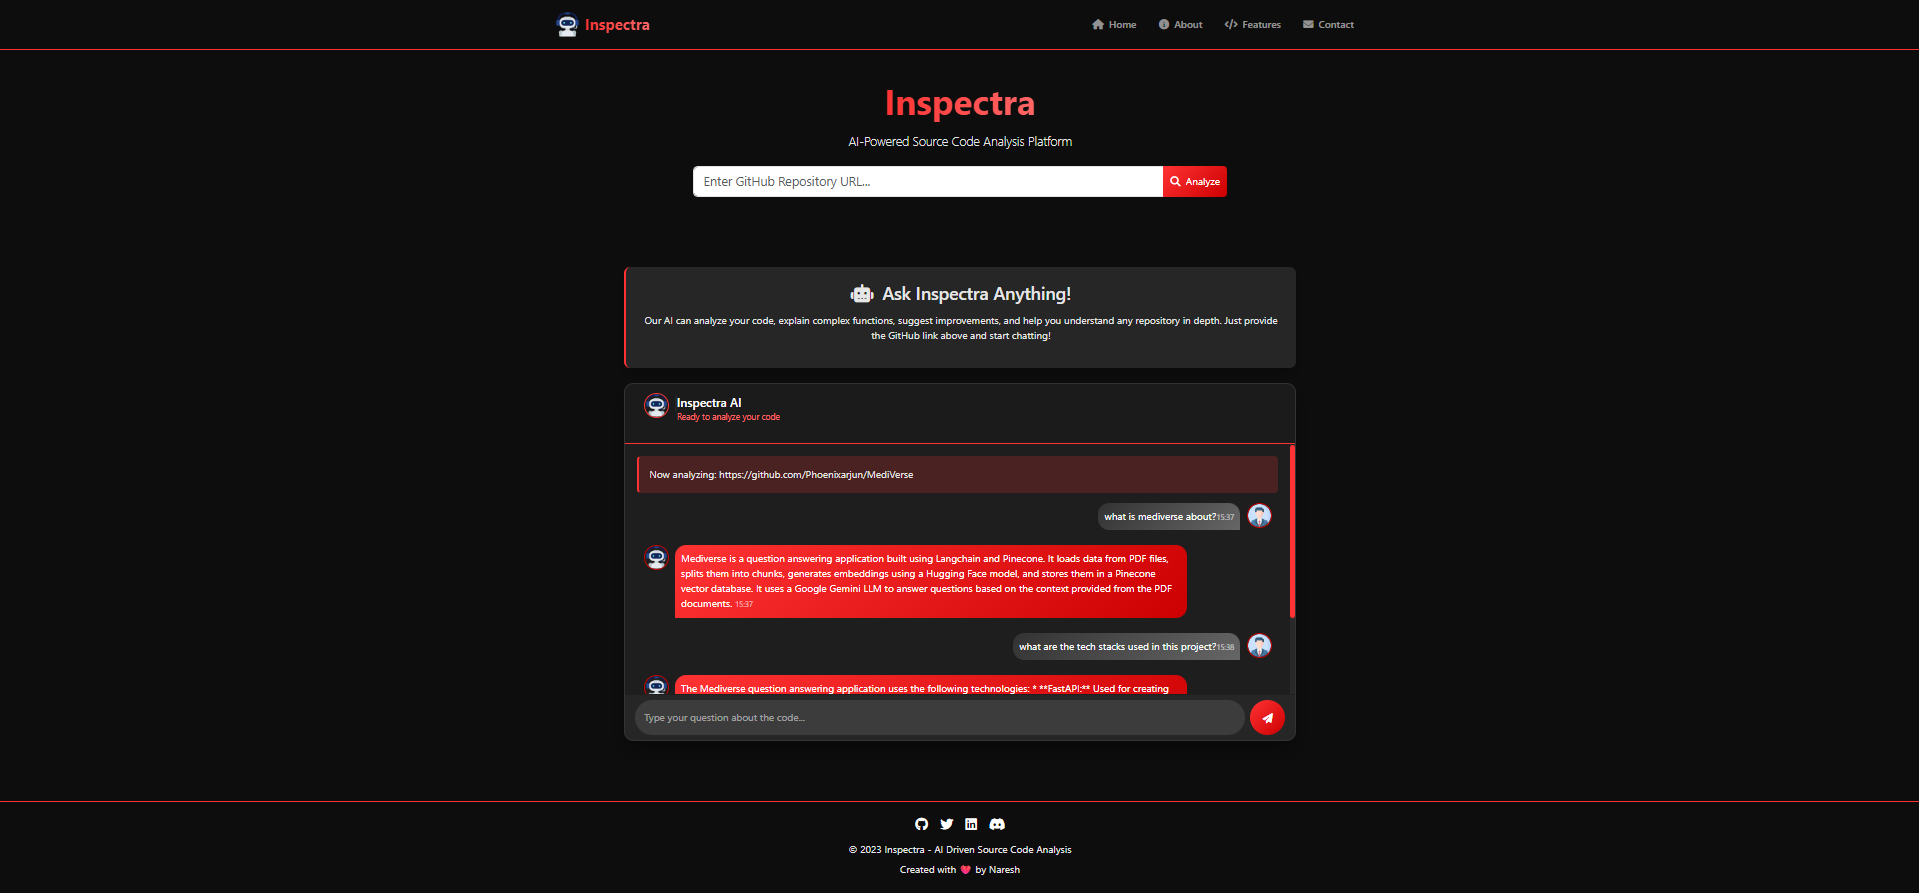 Inspectra
Home
About
Features
Contact
Inspectra
AI-Powered Source Code Analysis Platform
Enter GitHub Repository URL...
Analyze
Ask Inspectra Anything!
Our AI can analyze your code, explain complex functions, suggest improvements, and help you understand any repository in depth. Just provide
the GitHub link above and start chatting!
Inspectra AI
Ready to analyze your code
Now analyzing: https://github.com/Phoenixarjun/MediVerse
what is mediverse about?15:37
Mediverse is a question answering application built using Langchain and Pinecone. It loads data from PDF files,
splits them into chunks, generates embeddings using a Hugging Face model, and stores them in a Pinecone
vector database. It uses a Google Gemini LLM to answer questions based on the context provided from the PDF
documents. 15:37
what are the tech stacks used in this project?15:38
The Mediverse question answering application uses the following technologies: * **FastAPI:** Used for creating
Type your question about the code...
© 2023 Inspectra - AI Driven Source Code Analysis
Created with ❤ by Naresh